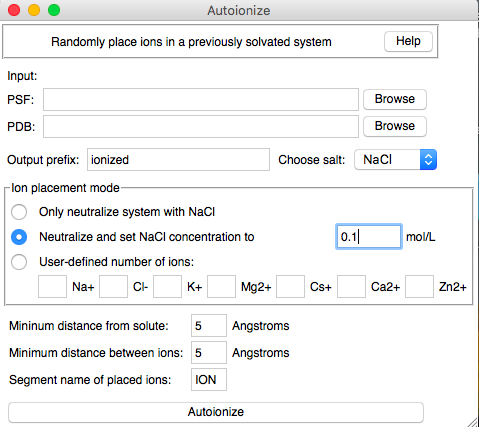 Autoionize
Randomly place ions in a previously solvated system Help
Input:
PSF: Browse
PDB: Browse
Output prefix: ionized Choose salt: NaCl
Ion placement mode
Only neutralize system with NaCl
Neutralize and set NaCl concentration to 0.1 mol/L
User-defined number of ions:
Na+ Cl- K+ Mg2+ Cs+ Ca2+ Zn2+
Mininum distance from solute: 5 Angstroms
Minimum distance between ions: 5 Angstroms
Segment name of placed ions: ION
Autoionize